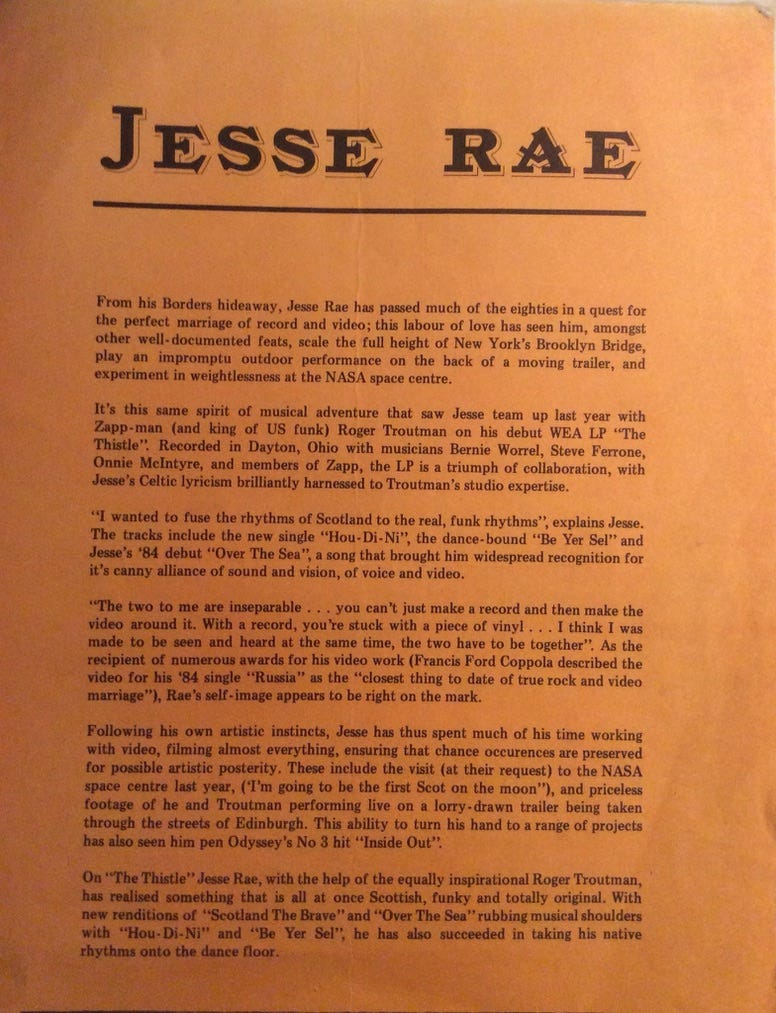 JESSE RAE
From his Borders hideaway, Jesse Rae has passed much of the eighties in a quest for
the perfect marriage of record and video; this labour of love has seen him, amongst
other well-documented feats, scale the full height of New York's Brooklyn Bridge,
play an impromptu outdoor performance on the back of a moving trailer, and
experiment in weightlessness at the NASA space centre.
It's this same spirit of musical adventure that saw Jesse team up last year with
Zapp-man (and king of US funk) Roger Troutman on his debut WEA LP "The
Thistle". Recorded in Dayton, Ohio with musicians Bernie Worrel, Steve Ferrone,
Onnie McIntyre, and members of Zapp, the LP is a triumph of collaboration, with
Jesse's Celtic lyricism brilliantly harnessed to Troutman's studio expertise.
"I wanted to fuse the rhythms of Scotland to the real, funk rhythms", explains Jesse.
The tracks include the new single "Hou-Di-Ni", the dance-bound "Be Yer Sel" and
Jesse's '84 debut "Over The Sea", a song that brought him widespread recognition for
it's canny alliance of sound and vision, of voice and video.
"The two to me are inseparable . . . you can't just make a record and then make the
video around it. With a record, you're stuck with a piece of vinyl . . . I think I was
made to be seen and heard at the same time, the two have to be together". As the
recipient of numerous awards for his video work (Francis Ford Coppola described the
video for his '84 single "Russia" as the "closest thing to date of true rock and video
marriage"), Rae's self-image appears to be right on the mark.
Following his own artistic instincts, Jesse has thus spent much of his time working
with video, filming almost everything, ensuring that chance occurences are preserved
for possible artistic posterity. These include the visit (at their request) to the NASA
space centre last year, ('I'm going to be the first Scot on the moon"), and priceless
footage of he and Troutman performing live on a lorry-drawn trailer being taken
through the streets of Edinburgh. This ability to turn his hand to a range of projects
has also seen him pen Odyssey's No 3 hit "Inside Out".
On "The Thistle" Jesse Rae, with the help of the equally inspirational Roger Troutman,
has realised something that is all at once Scottish, funky and totally original. With
new renditions of "Scotland The Brave" and "Over The Sea" rubbing musical shoulders
with "Hou-Di-Ni" and "Be Yer Sel", he has also succeeded in taking his native
rhythms onto the dance floor.